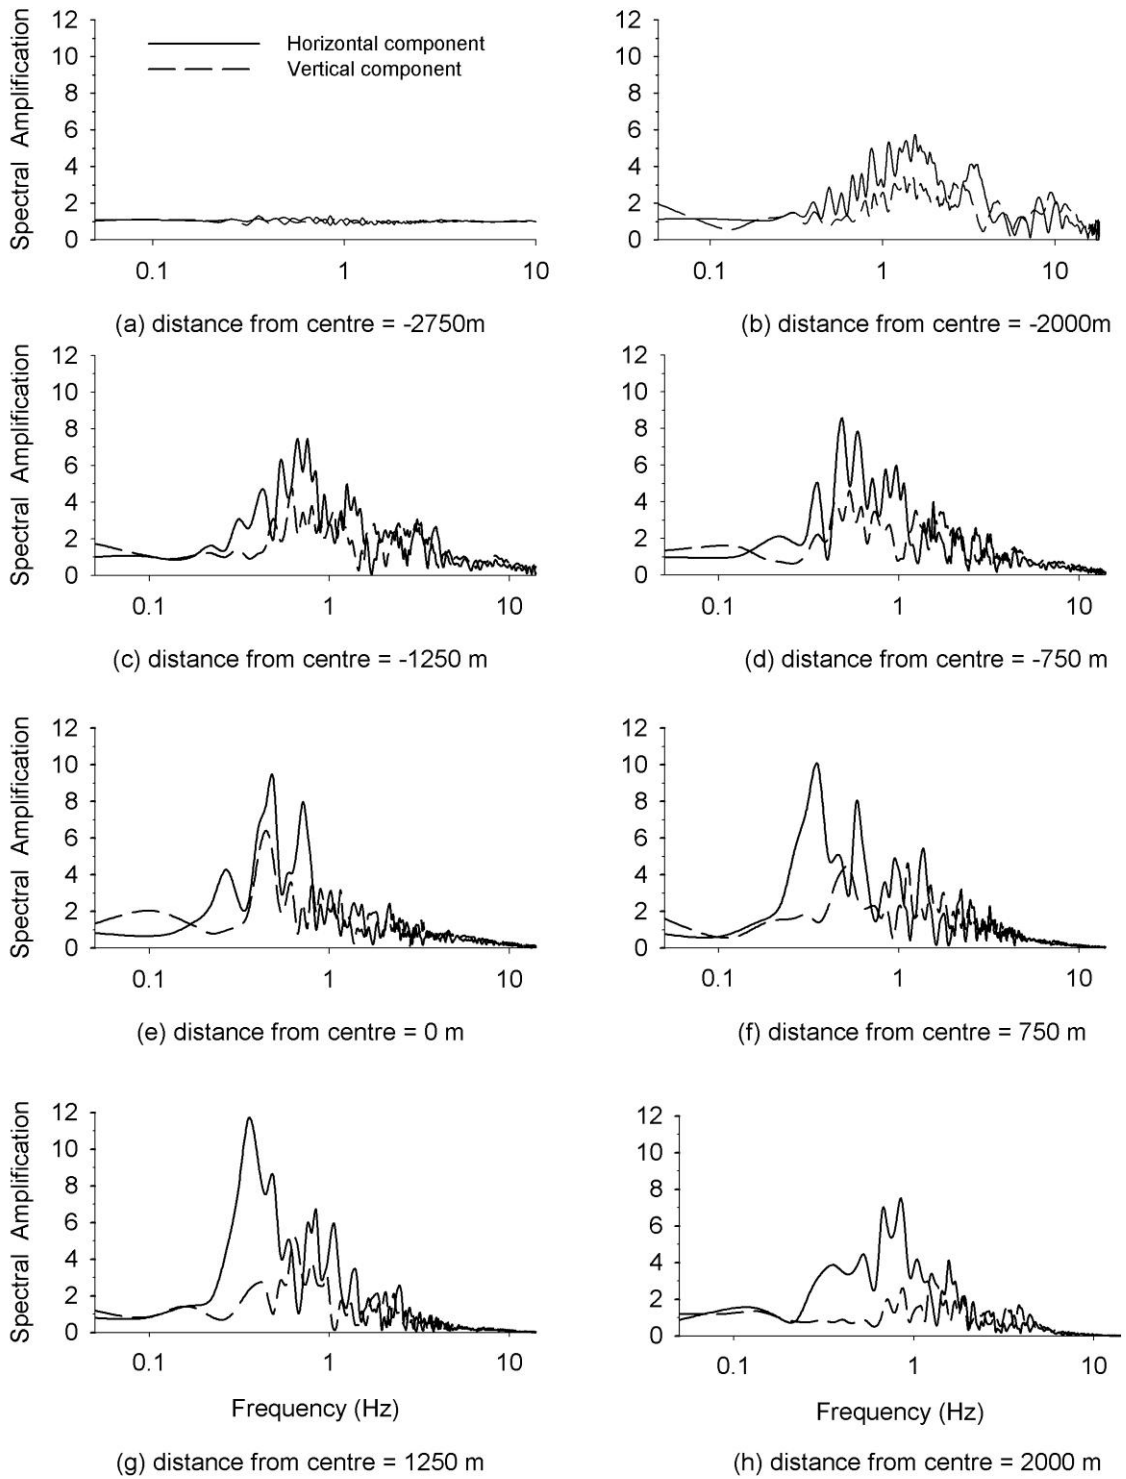 Spectral Amplification
12
10
8
6
4
2
0
Horizontal component
Vertical component
0.1 1 10
(a) distance from centre = -2750m
12
10
8
6
4
2
0
0.1 1 10
(b) distance from centre = -2000m
Spectral Amplification
12
10
8
6
4
2
0
0.1 1 10
(c) distance from centre = -1250 m
12
10
8
6
4
2
0
0.1 1 10
(d) distance from centre = -750 m
Spectral Amplification
12
10
8
6
4
2
0
0.1 1 10
(e) distance from centre = 0 m
12
10
8
6
4
2
0
0.1 1 10
(f) distance from centre = 750 m
Spectral Amplification
12
10
8
6
4
2
0
0.1 1 10
Frequency (Hz)
(g) distance from centre = 1250 m
12
10
8
6
4
2
0
0.1 1 10
Frequency (Hz)
(h) distance from centre = 2000 m